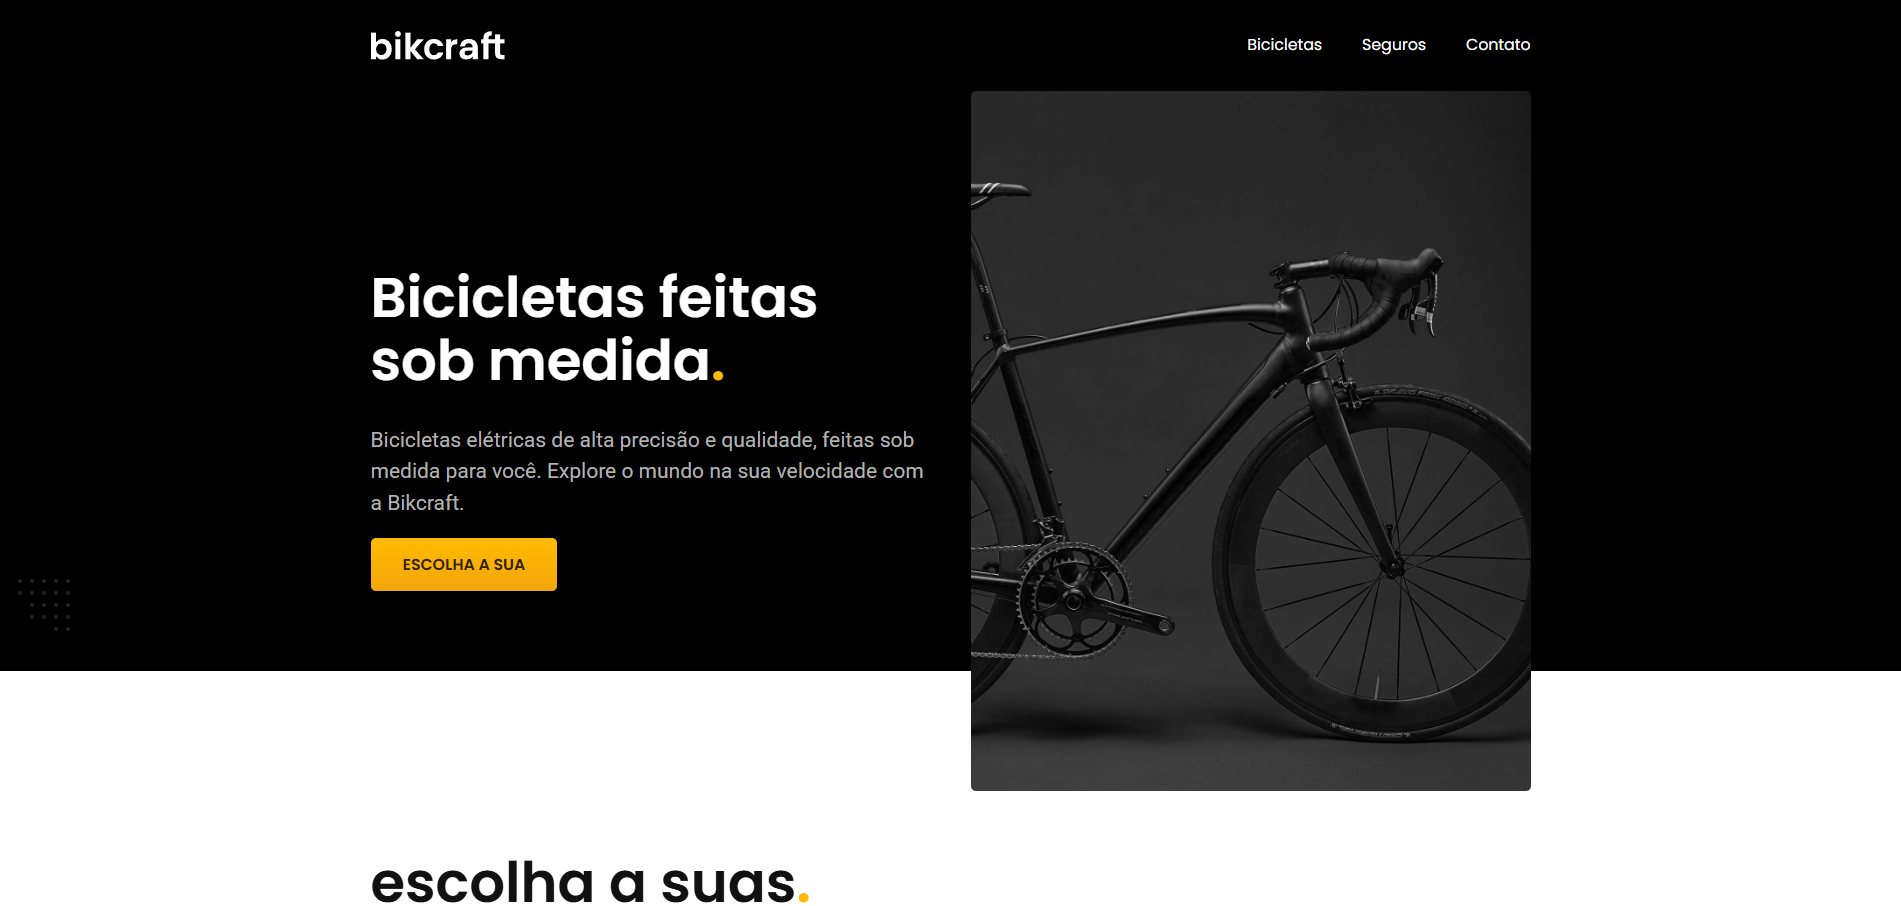 bikcraft
Bicicletas Seguros Contato
Bicicletas feitas
sob medida.
Bicicletas elétricas de alta precisão e qualidade, feitas sob
medida para você. Explore o mundo na sua velocidade com
a Bikcraft.
ESCOLHA A SUA
escolha a suas.